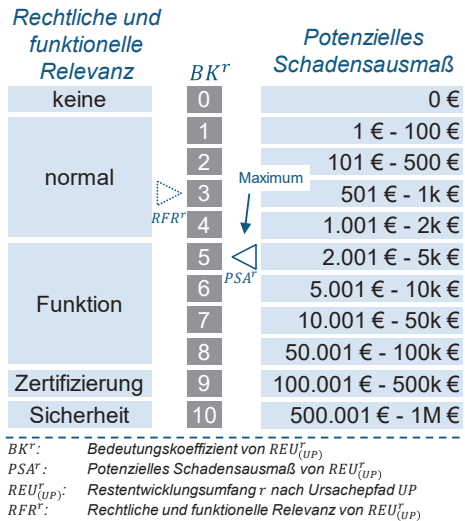 Rechtliche und
funktionelle
Relevanz
BK^r
Potenzielles
Schadensausmaß
keine 0 0 €
1 1 € - 100 €
normal 2 101 € - 500 €
RFR^r 3 Maximum 501 € - 1k €
4 1.001 € - 2k €
5 PSA^r 2.001 € - 5k €
Funktion 6 5.001 € - 10k €
7 10.001 € - 50k €
8 50.001 € - 100k €
Zertifizierung 9 100.001 € - 500k €
Sicherheit 10 500.001 € - 1M €
BK^r: Bedeutungskoeffizient von REU^r_(UP)
PSA^r: Potenzielles Schadensausmaß von REU^r_(UP)
REU^r_(UP): Restentwicklungsumfang r nach Ursachepfad UP
RFR^r: Rechtliche und funktionelle Relevanz von REU^r_(UP)